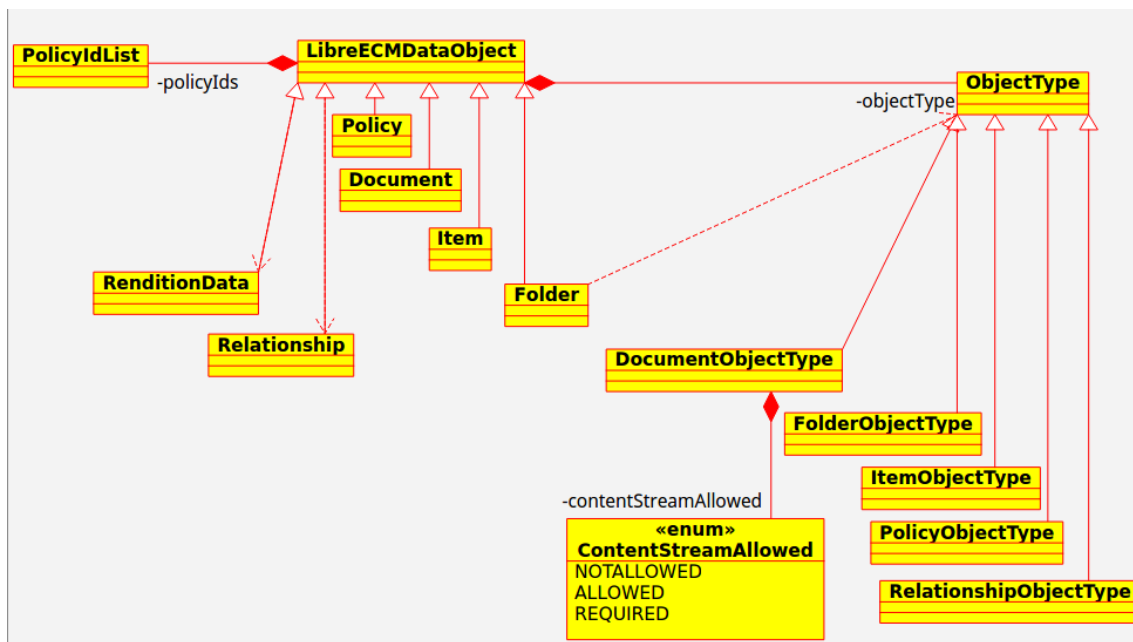 PolicyIdList
LibreECMDataObject
-policyIds
ObjectType
-objectType
Policy
Document
Item
RenditionData
Folder
Relationship
DocumentObjectType
FolderObjectType
ItemObjectType
-contentStreamAllowed
«enum»
ContentStreamAllowed
NOTALLOWED
ALLOWED
REQUIRED
PolicyObjectType
RelationshipObjectType